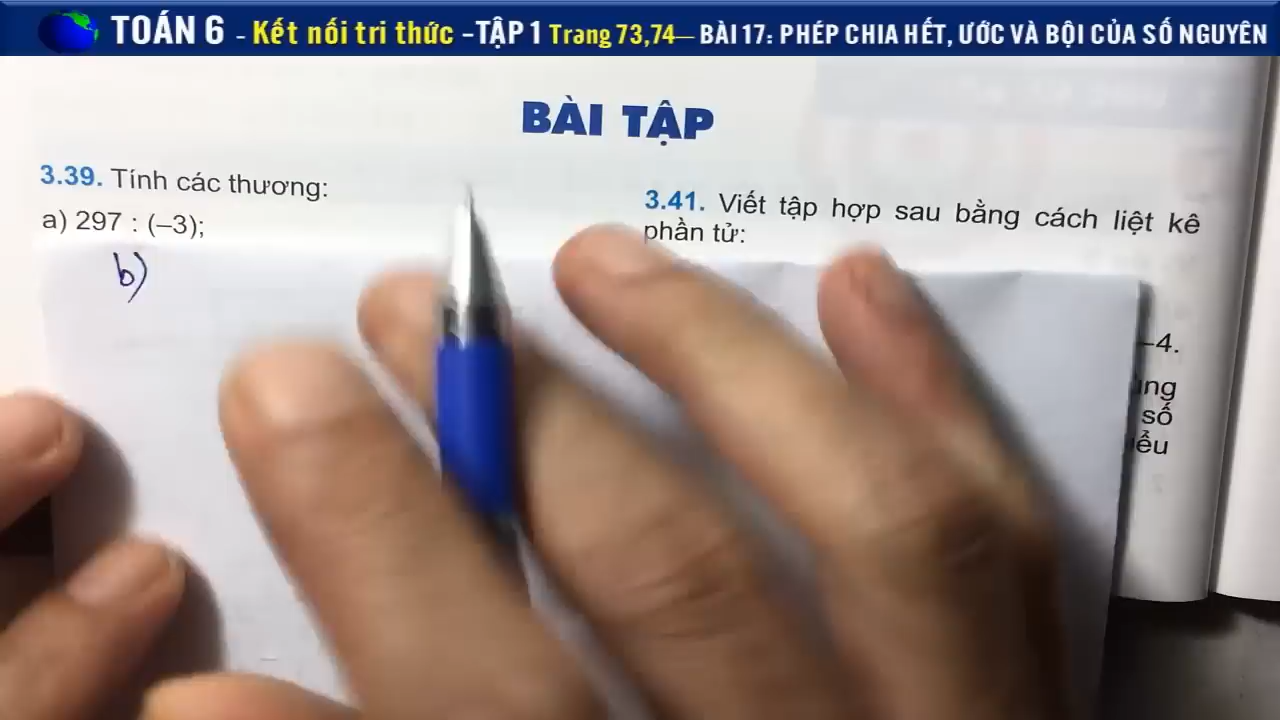 TOÁN 6 - Kết nối tri thức –TẬP 1 Trang 73,74– BÀI 17: PHÉP CHIA HẾT, ƯỚC VÀ BỘI CỦA SỐ NGUYÊN
BÀI TẬP
3.39. Tính các thương:
a) 297 : (–3);
b)
3.41. Viết tập hợp sau bằng cách liệt kê
phần tử:
–4.
số